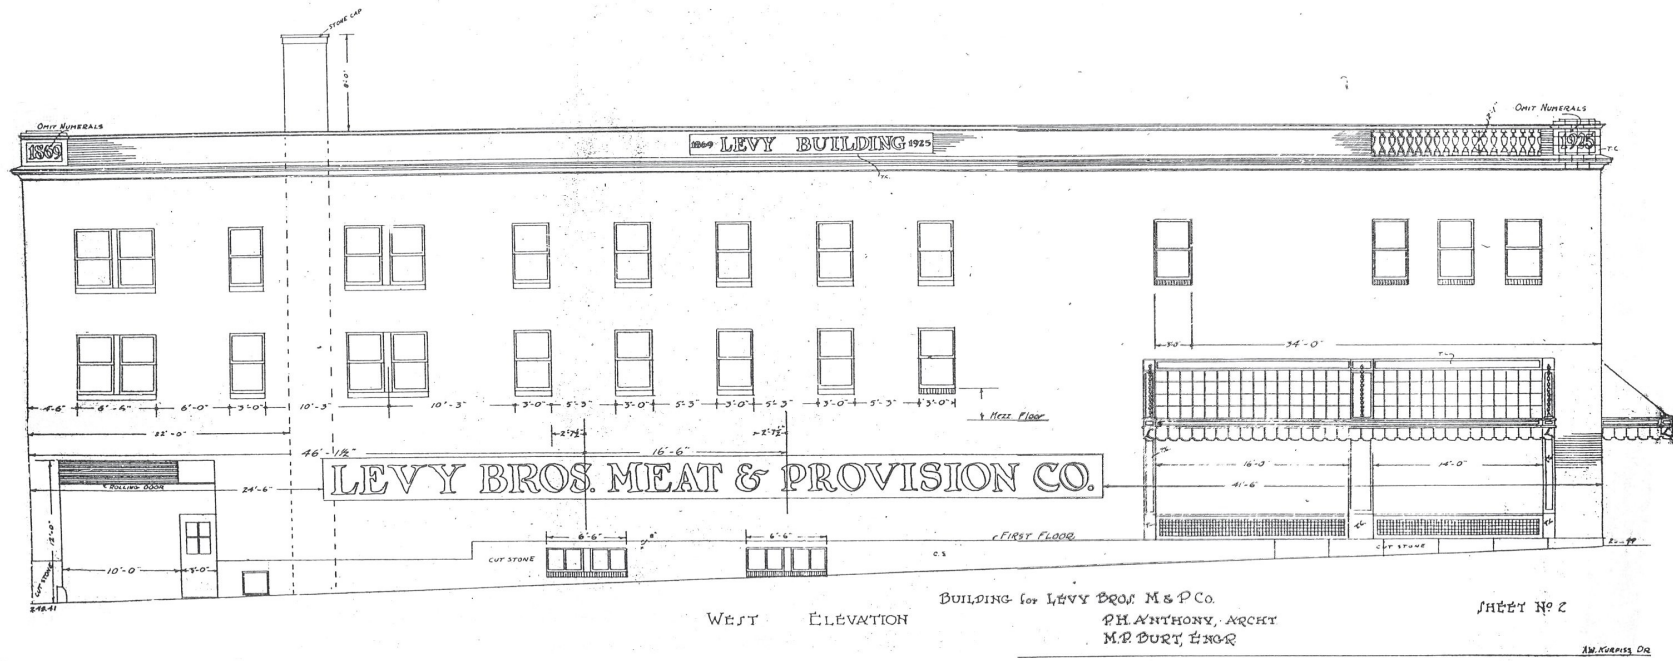 STONE CAP
8'-0"
OMIT NUMERALS
OMIT NUMERALS
1869
1869 LEVY BUILDING 1925
1925
T.C.
T.C.
3'-0"
34'-0"
4'-6" 6'-4" 6'-0" 3'-0" 10'-3" 10'-3" 3'-0" 5'-3" 3'-0" 5'-3" 3'-0" 5'-3" 3'-0" 5'-3" 3'-0"
MEZZ FLOOR
22'-0"
2'-7½" 2'-7½"
46'-1½" 16'-6"
LEVY BROS. MEAT & PROVISION CO.
16'-0" 14'-0"
ROLLING DOOR
24'-6"
41'-6"
12'-0"
6'-6" 6'-6"
FIRST FLOOR
CUT STONE
C.S
CUT STONE
10'-0" 3'-0"
CUT STONE
WEST ELEVATION
BUILDING for LEVY BROS. M & P CO.
P.H. ANTHONY, ARCHT
M.P. BURT, ENGR
SHEET No 2
A.W. KURPISS DR